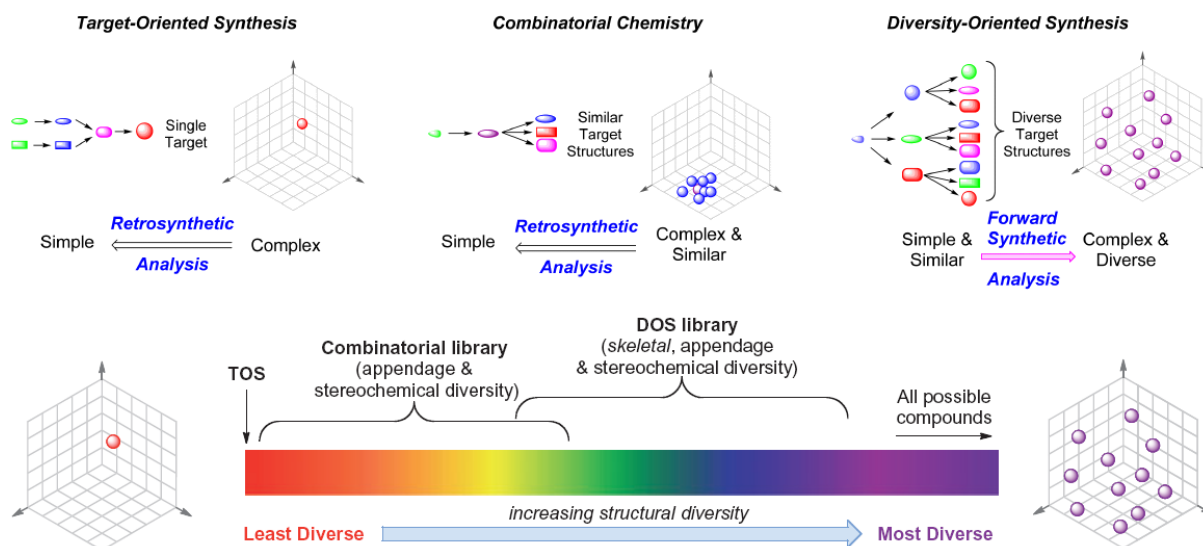 Target-Oriented Synthesis
Single
Target
Simple
Retrosynthetic
Analysis
Complex
Combinatorial Chemistry
Similar
Target
Structures
Simple
Retrosynthetic
Analysis
Complex &
Similar
Diversity-Oriented Synthesis
Diverse
Target
Structures
Simple &
Similar
Forward
Synthetic
Analysis
Complex &
Diverse
TOS
Combinatorial library
(appendage &
stereochemical diversity)
DOS library
(skeletal, appendage
& stereochemical diversity)
All possible
compounds
Least Diverse
increasing structural diversity
Most Diverse